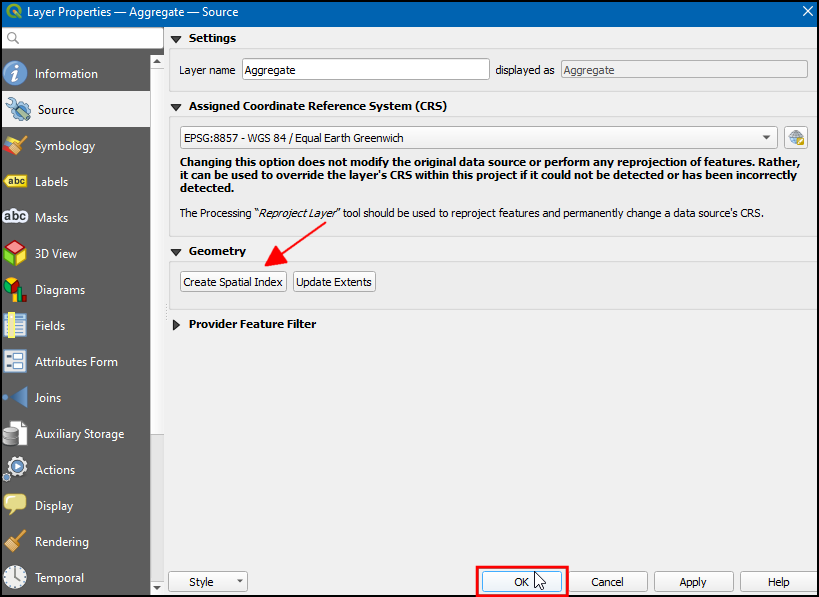 Layer Properties — Aggregate — Source
Information
Source
Symbology
abc Labels
abc Masks
3D View
Diagrams
Fields
Attributes Form
Joins
Auxiliary Storage
Actions
Display
Rendering
Temporal
Settings
Layer name Aggregate displayed as Aggregate
Assigned Coordinate Reference System (CRS)
EPSG:8857 - WGS 84 / Equal Earth Greenwich
Changing this option does not modify the original data source or perform any reprojection of features. Rather,
it can be used to override the layer's CRS within this project if it could not be detected or has been incorrectly
detected.
The Processing “Reproject Layer” tool should be used to reproject features and permanently change a data source's CRS.
Geometry
Create Spatial Index Update Extents
Provider Feature Filter
Style OK Cancel Apply Help